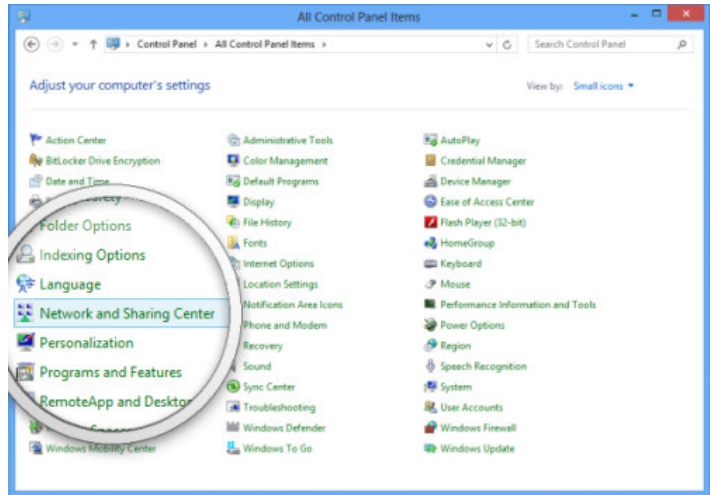 All Control Panel Items
Control Panel All Control Panel Items
Search Control Panel
Adjust your computer's settings
View by: Small icons
Action Center Administrative Tools AutoPlay
BitLocker Drive Encryption Color Management Credential Manager
Date and Time Default Programs Device Manager
Display Ease of Access Center
Folder Options File History Flash Player (32-bit)
Fonts HomeGroup
Indexing Options Internet Options Keyboard
Language Location Settings Mouse
Network and Sharing Center Notification Area Icons Performance Information and Tools
Phone and Modem Power Options
Personalization Recovery Region
Programs and Features Sound Speech Recognition
Sync Center System
RemoteApp and Troubleshooting User Accounts
Windows Defender Windows Firewall
Windows Mobility Center Windows To Go Windows Update